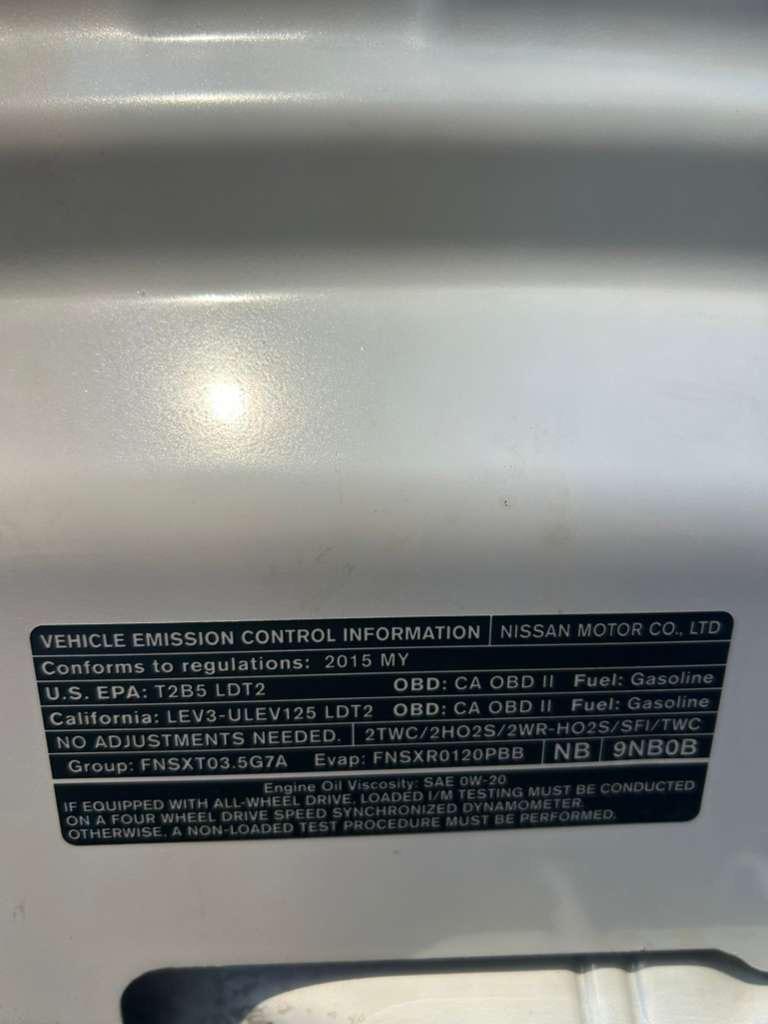 VEHICLE EMISSION CONTROL INFORMATION NISSAN MOTOR CO., LTD
Conforms to regulations: 2015 MY
U.S. EPA: T2B5 LDT2 OBD: CA OBD II Fuel: Gasoline
California: LEV3-ULEV125 LDT2 OBD: CA OBD II Fuel: Gasoline
NO ADJUSTMENTS NEEDED. 2TWC/2HO2S/2WR-HO2S/SFI/TWC
Group: FNSXT03.5G7A Evap: FNSXR0120PBB NB 9NB0B
Engine Oil Viscosity: SAE 0W-20
IF EQUIPPED WITH ALL-WHEEL DRIVE, LOADED I/M TESTING MUST BE CONDUCTED
ON A FOUR WHEEL DRIVE SPEED SYNCHRONIZED DYNAMOMETER.
OTHERWISE, A NON-LOADED TEST PROCEDURE MUST BE PERFORMED.